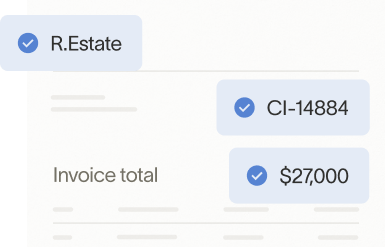 R.Estate
CI-14884
Invoice total
$27,000